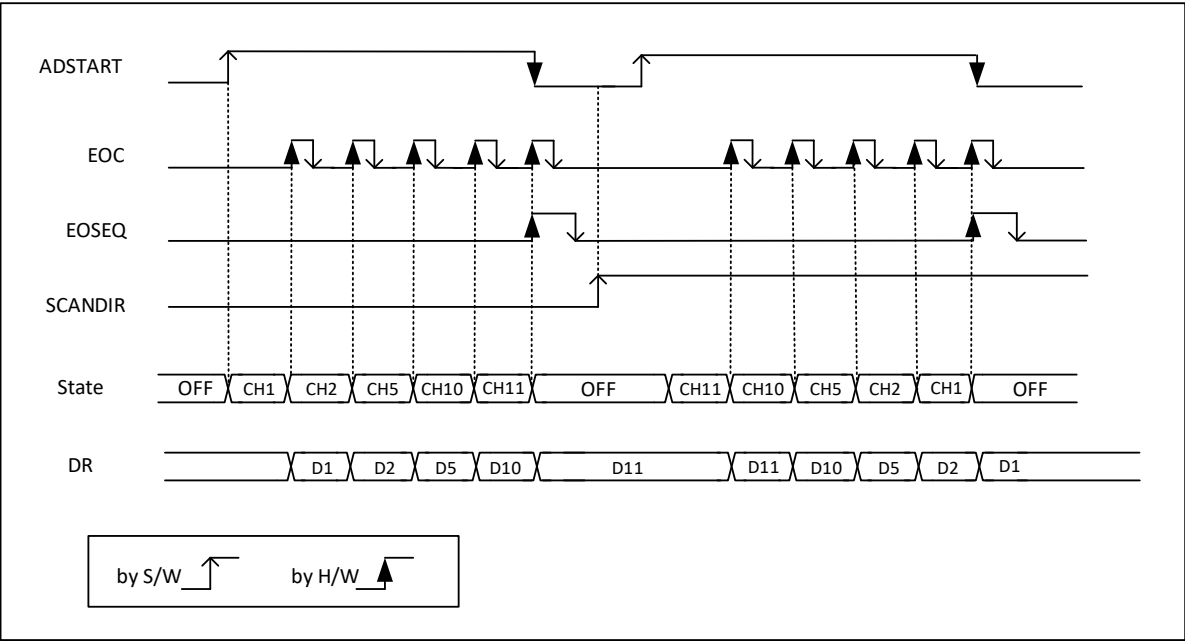 ADSTART
EOC
EOSEQ
SCANDIR
State OFF CH1 CH2 CH5 CH10 CH11 OFF CH11 CH10 CH5 CH2 CH1 OFF
DR D1 D2 D5 D10 D11 D11 D10 D5 D2 D1
by S/W by H/W